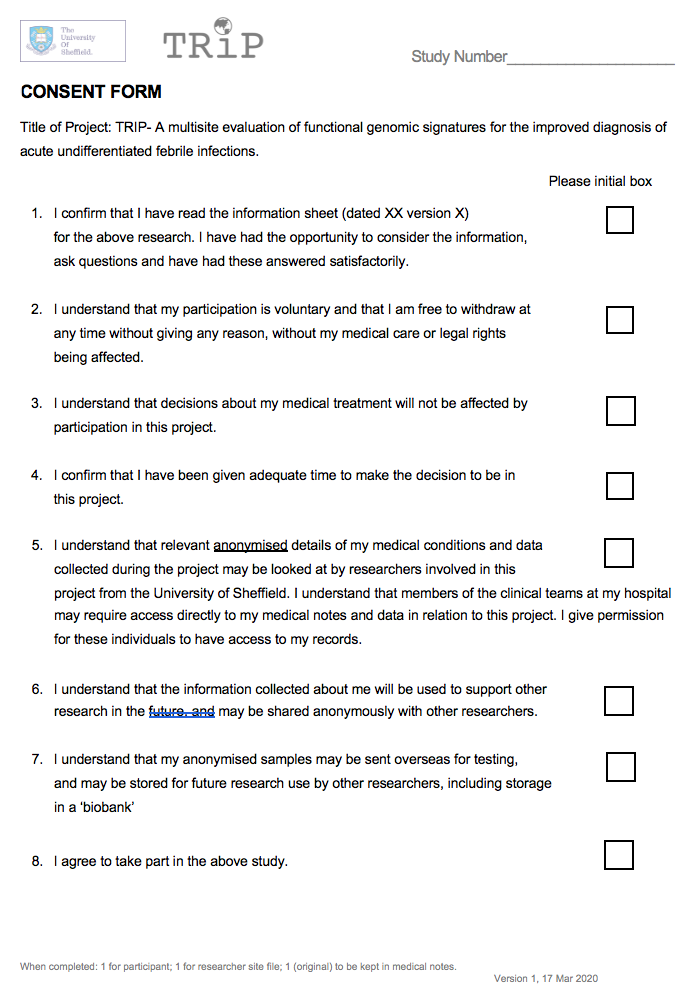 The
University
Of
Sheffield.
TRiP
Study Number____________________
CONSENT FORM
Title of Project: TRIP- A multisite evaluation of functional genomic signatures for the improved diagnosis of
acute undifferentiated febrile infections.
Please initial box
1. I confirm that I have read the information sheet (dated XX version X)
for the above research. I have had the opportunity to consider the information,
ask questions and have had these answered satisfactorily.
2. I understand that my participation is voluntary and that I am free to withdraw at
any time without giving any reason, without my medical care or legal rights
being affected.
3. I understand that decisions about my medical treatment will not be affected by
participation in this project.
4. I confirm that I have been given adequate time to make the decision to be in
this project.
5. I understand that relevant anonymised details of my medical conditions and data
collected during the project may be looked at by researchers involved in this
project from the University of Sheffield. I understand that members of the clinical teams at my hospital
may require access directly to my medical notes and data in relation to this project. I give permission
for these individuals to have access to my records.
6. I understand that the information collected about me will be used to support other
research in the future, and may be shared anonymously with other researchers.
7. I understand that my anonymised samples may be sent overseas for testing,
and may be stored for future research use by other researchers, including storage
in a ‘biobank’
8. I agree to take part in the above study.
When completed: 1 for participant; 1 for researcher site file; 1 (original) to be kept in medical notes.
Version 1, 17 Mar 2020